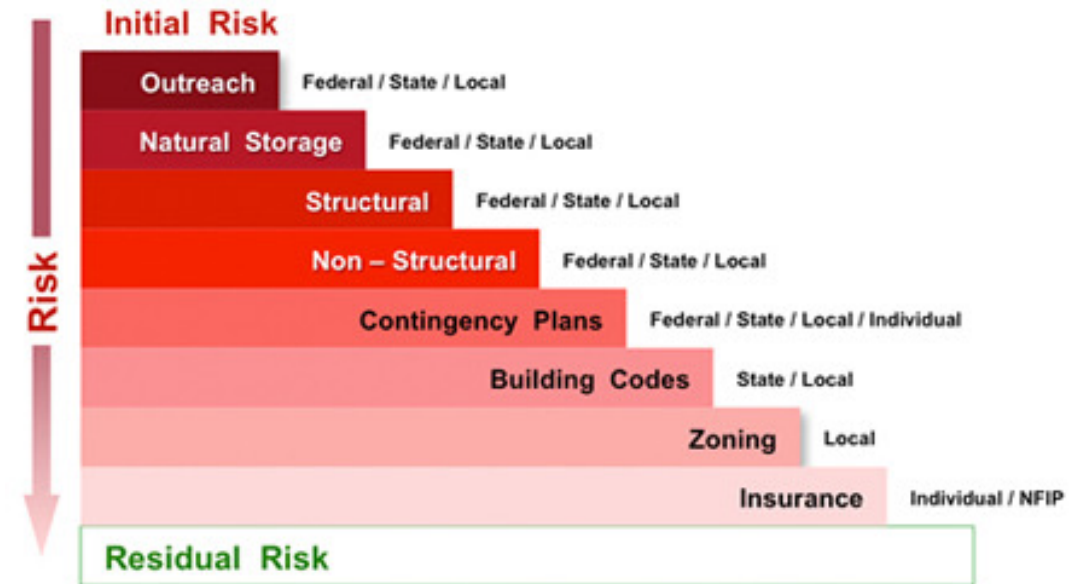 Initial Risk
Outreach Federal / State / Local
Natural Storage Federal / State / Local
Structural Federal / State / Local
Non – Structural Federal / State / Local
Contingency Plans Federal / State / Local / Individual
Building Codes State / Local
Zoning Local
Insurance Individual / NFIP
Residual Risk
Risk